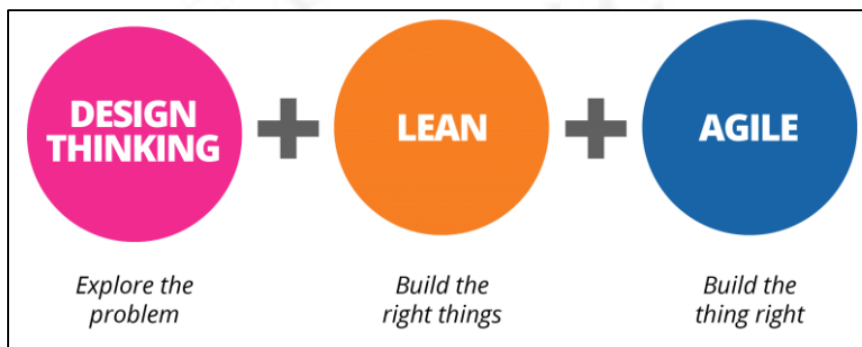 DESIGN
THINKING
LEAN
AGILE
Explore the
problem
Build the
right things
Build the
thing right